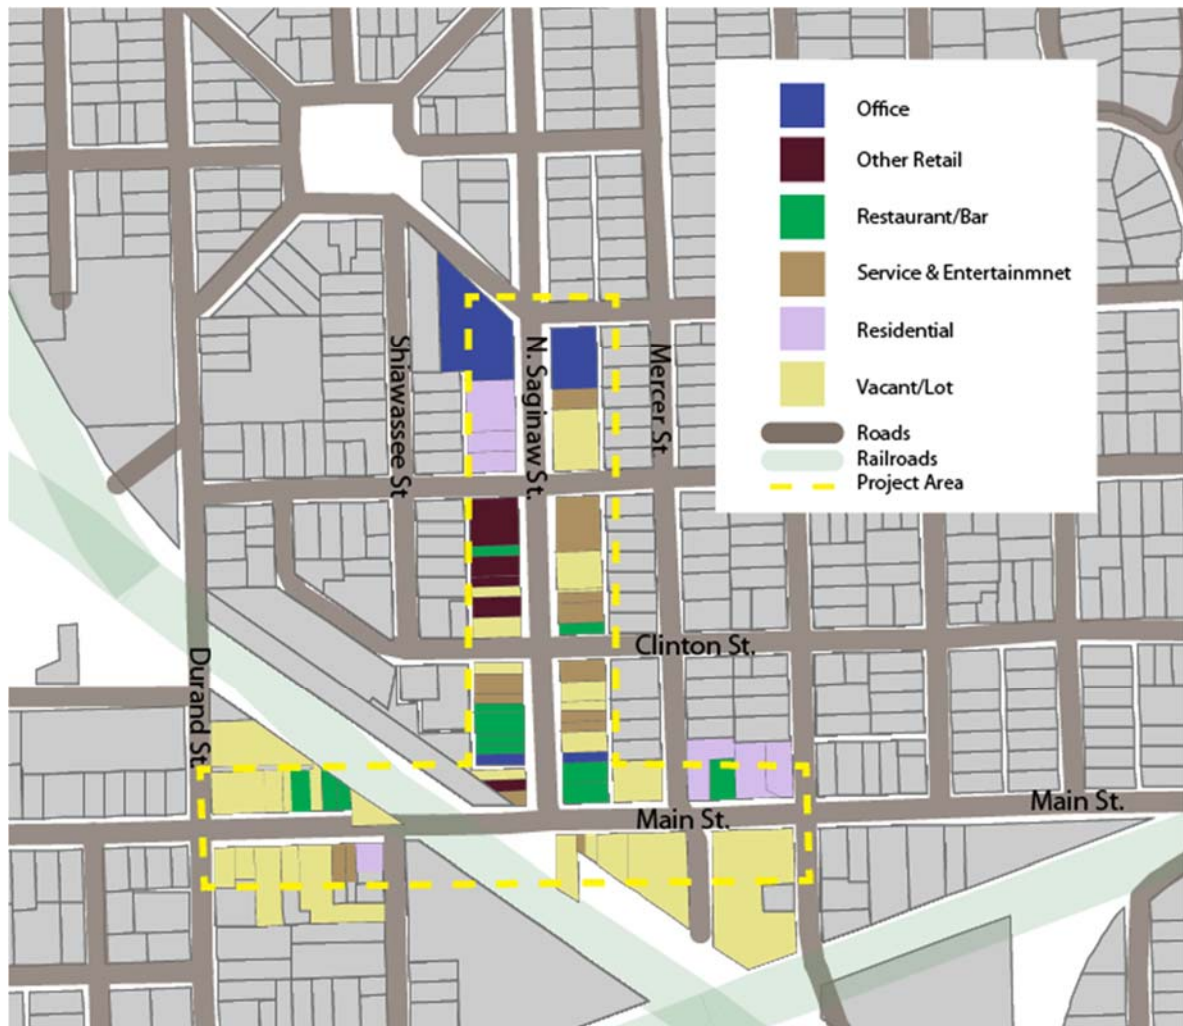 Office
Other Retail
Restaurant/Bar
Service & Entertainmnet
Residential
Vacant/Lot
Roads
Railroads
Project Area
Shiawassee St
N. Saginaw St.
Mercer St.
Clinton St.
Durand St.
Main St.
Main St.